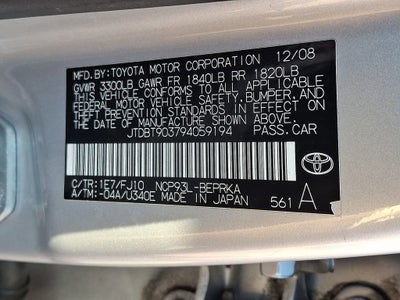 MFD.BY:TOYOTA MOTOR CORPORATION 12/08
GVWR 3300LB GAWR FR 1840LB RR 1820LB
THIS VEHICLE CONFORMS TO ALL APPLICABLE
FEDERAL MOTOR VEHICLE SAFETY,BUMPER,AND
THEFT PREVENTION STANDARDS IN EFFECT ON
THE DATE OF MANUFACTURE SHOWN ABOVE.
JTDBT903794059194 PASS.CAR
C/TR:1E7/FJ10 NCP93L-BEPRKA
A/TM:-04A/U340E MADE IN JAPAN 561 A